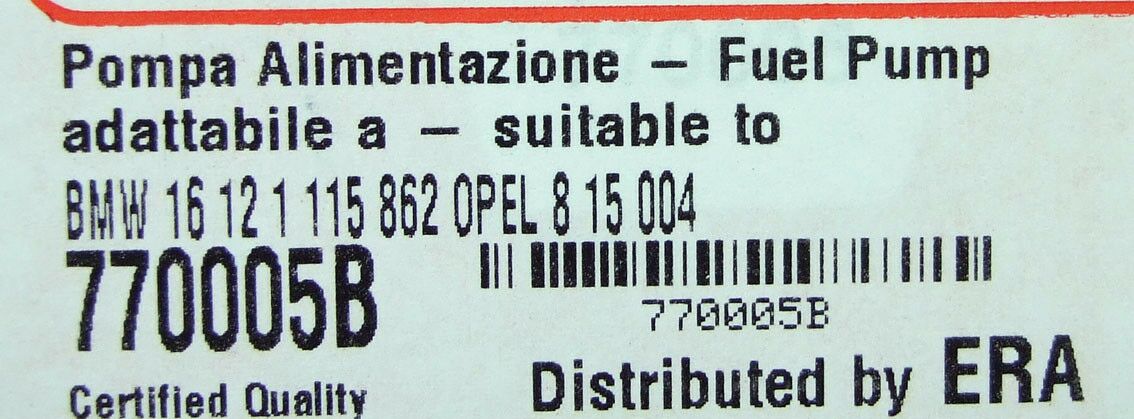 Pompa Alimentazione – Fuel Pump
adattabile a – suitable to
BMW 16 12 1 115 862 OPEL 8 15 004
770005B
770005B
Certified Quality
Distributed by ERA